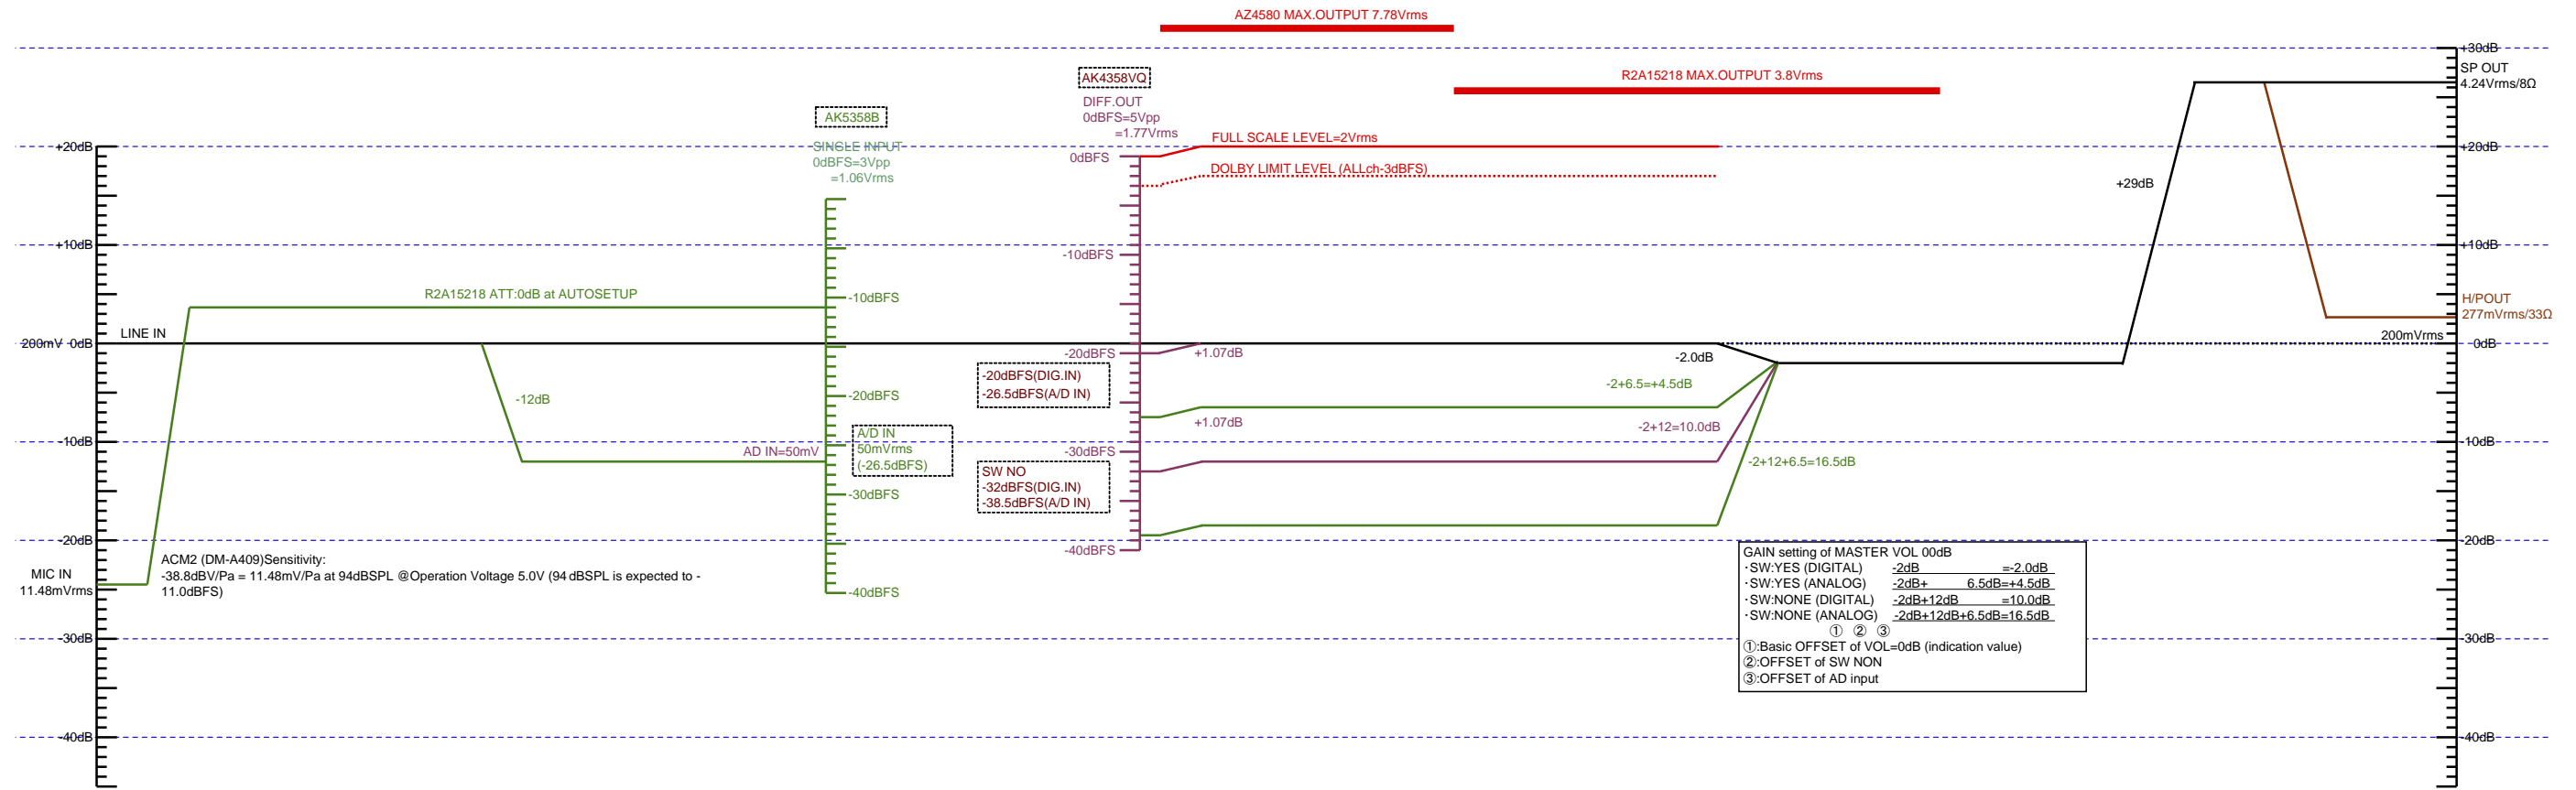 AZ4580 MAX.OUTPUT 7.78Vrms
R2A15218 MAX.OUTPUT 3.8Vrms
AK4358VQ
DIFF.OUT
0dBFS=5Vpp
=1.77Vrms
0dBFS
-10dBFS
-20dBFS
-30dBFS
-40dBFS
AK5358B
SINGLE INPUT
0dBFS=3Vpp
=1.06Vrms
-10dBFS
-20dBFS
-30dBFS
-40dBFS
FULL SCALE LEVEL=2Vrms
DOLBY LIMIT LEVEL (ALLch-3dBFS)
+20dB
+10dB
200mV 0dB
-10dB
-20dB
-30dB
-40dB
R2A15218 ATT:0dB at AUTOSETUP
LINE IN
-12dB
AD IN=50mV
A/D IN
50mVrms
(-26.5dBFS)
MIC IN
11.48mVrms
ACM2 (DM-A409)Sensitivity:
-38.8dBV/Pa = 11.48mV/Pa at 94dBSPL @Operation Voltage 5.0V (94 dBSPL is expected to -
11.0dBFS)
-20dBFS(DIG.IN)
-26.5dBFS(A/D IN)
SW NO
-32dBFS(DIG.IN)
-38.5dBFS(A/D IN)
+1.07dB
+1.07dB
-2.0dB
-2+6.5=+4.5dB
-2+12=10.0dB
-2+12+6.5=16.5dB
+29dB
+30dB
SP OUT
4.24Vrms/8Ω
+20dB
+10dB
H/POUT
277mVrms/33Ω
200mVrms
0dB
-10dB
-20dB
-30dB
-40dB
GAIN setting of MASTER VOL 00dB
・SW:YES (DIGITAL) -2dB =-2.0dB
・SW:YES (ANALOG) -2dB+ 6.5dB=+4.5dB
・SW:NONE (DIGITAL) -2dB+12dB =10.0dB
・SW:NONE (ANALOG) -2dB+12dB+6.5dB=16.5dB
① ② ③
①:Basic OFFSET of VOL=0dB (indication value)
②:OFFSET of SW NON
③:OFFSET of AD input